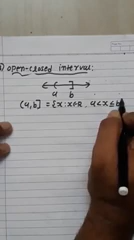 open-closed interval:
a b
(a,b] = {x : x∈R, a<x≤b